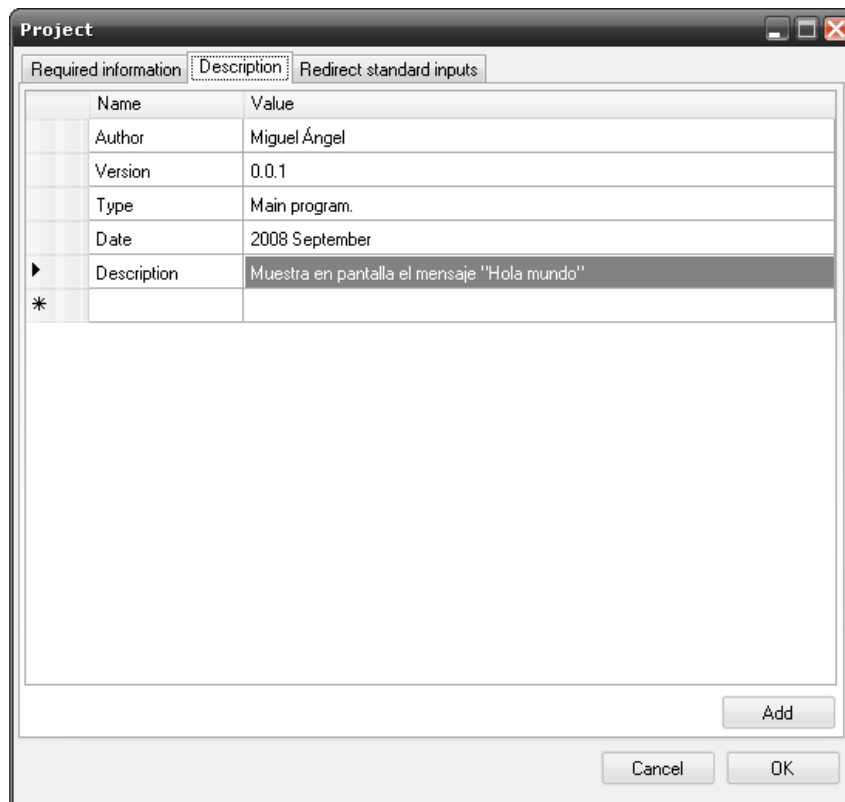 Project
Required information Description Redirect standard inputs
Name Value
Author Miguel Ángel
Version 0.0.1
Type Main program.
Date 2008 September
Description Muestra en pantalla el mensaje "Hola mundo"
Add
Cancel OK